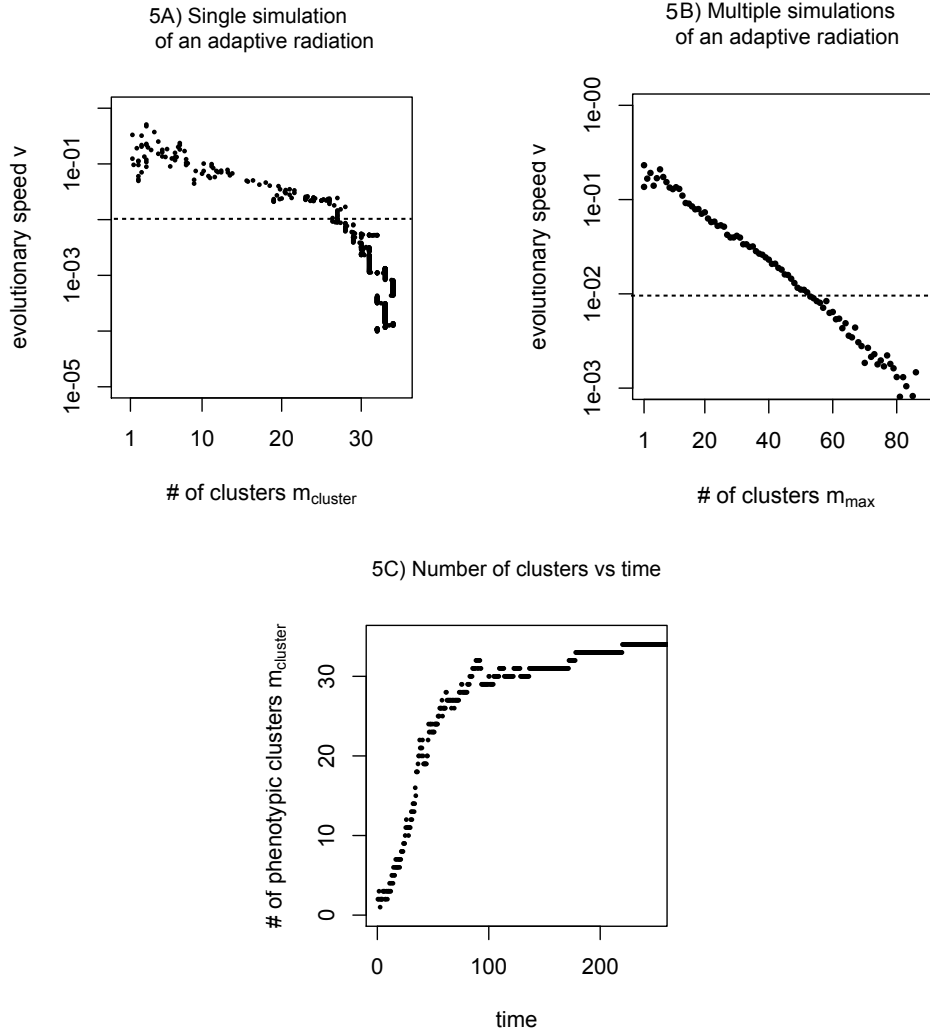 5A) Single simulation
of an adaptive radiation
evolutionary speed v
1e-01
1e-03
1e-05
1
10
20
30
# of clusters m_cluster
5B) Multiple simulations
of an adaptive radiation
evolutionary speed v
1e-00
1e-01
1e-02
1e-03
1
20
40
60
80
# of clusters m_max
5C) Number of clusters vs time
# of phenotypic clusters m_cluster
30
20
10
0
0
100
200
time